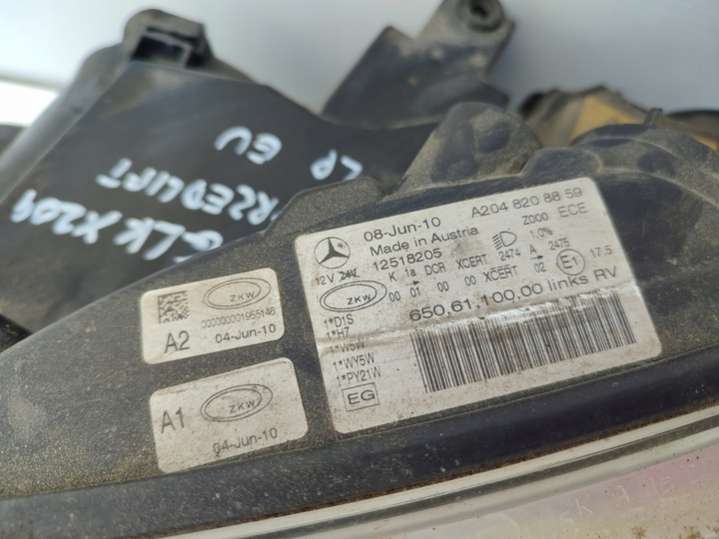 GLK X204
PRZEDLIFT
LP EU
08-Jun-10 A204 820 88 59
Made in Austria Z000 ECE
12518205 1.0%
12V 24V K 1a DCR XCERT 2474 A 2475
ZKW 00 01 00 00 XCERT 02 E1 17.5
650.61.100.00 links RV
1*D1S
1*H7
1*W5W
1*WY5W
1*PY21W
EG
ZKW
000000001955146
A2 04-Jun-10
A1 ZKW
04-Jun-10